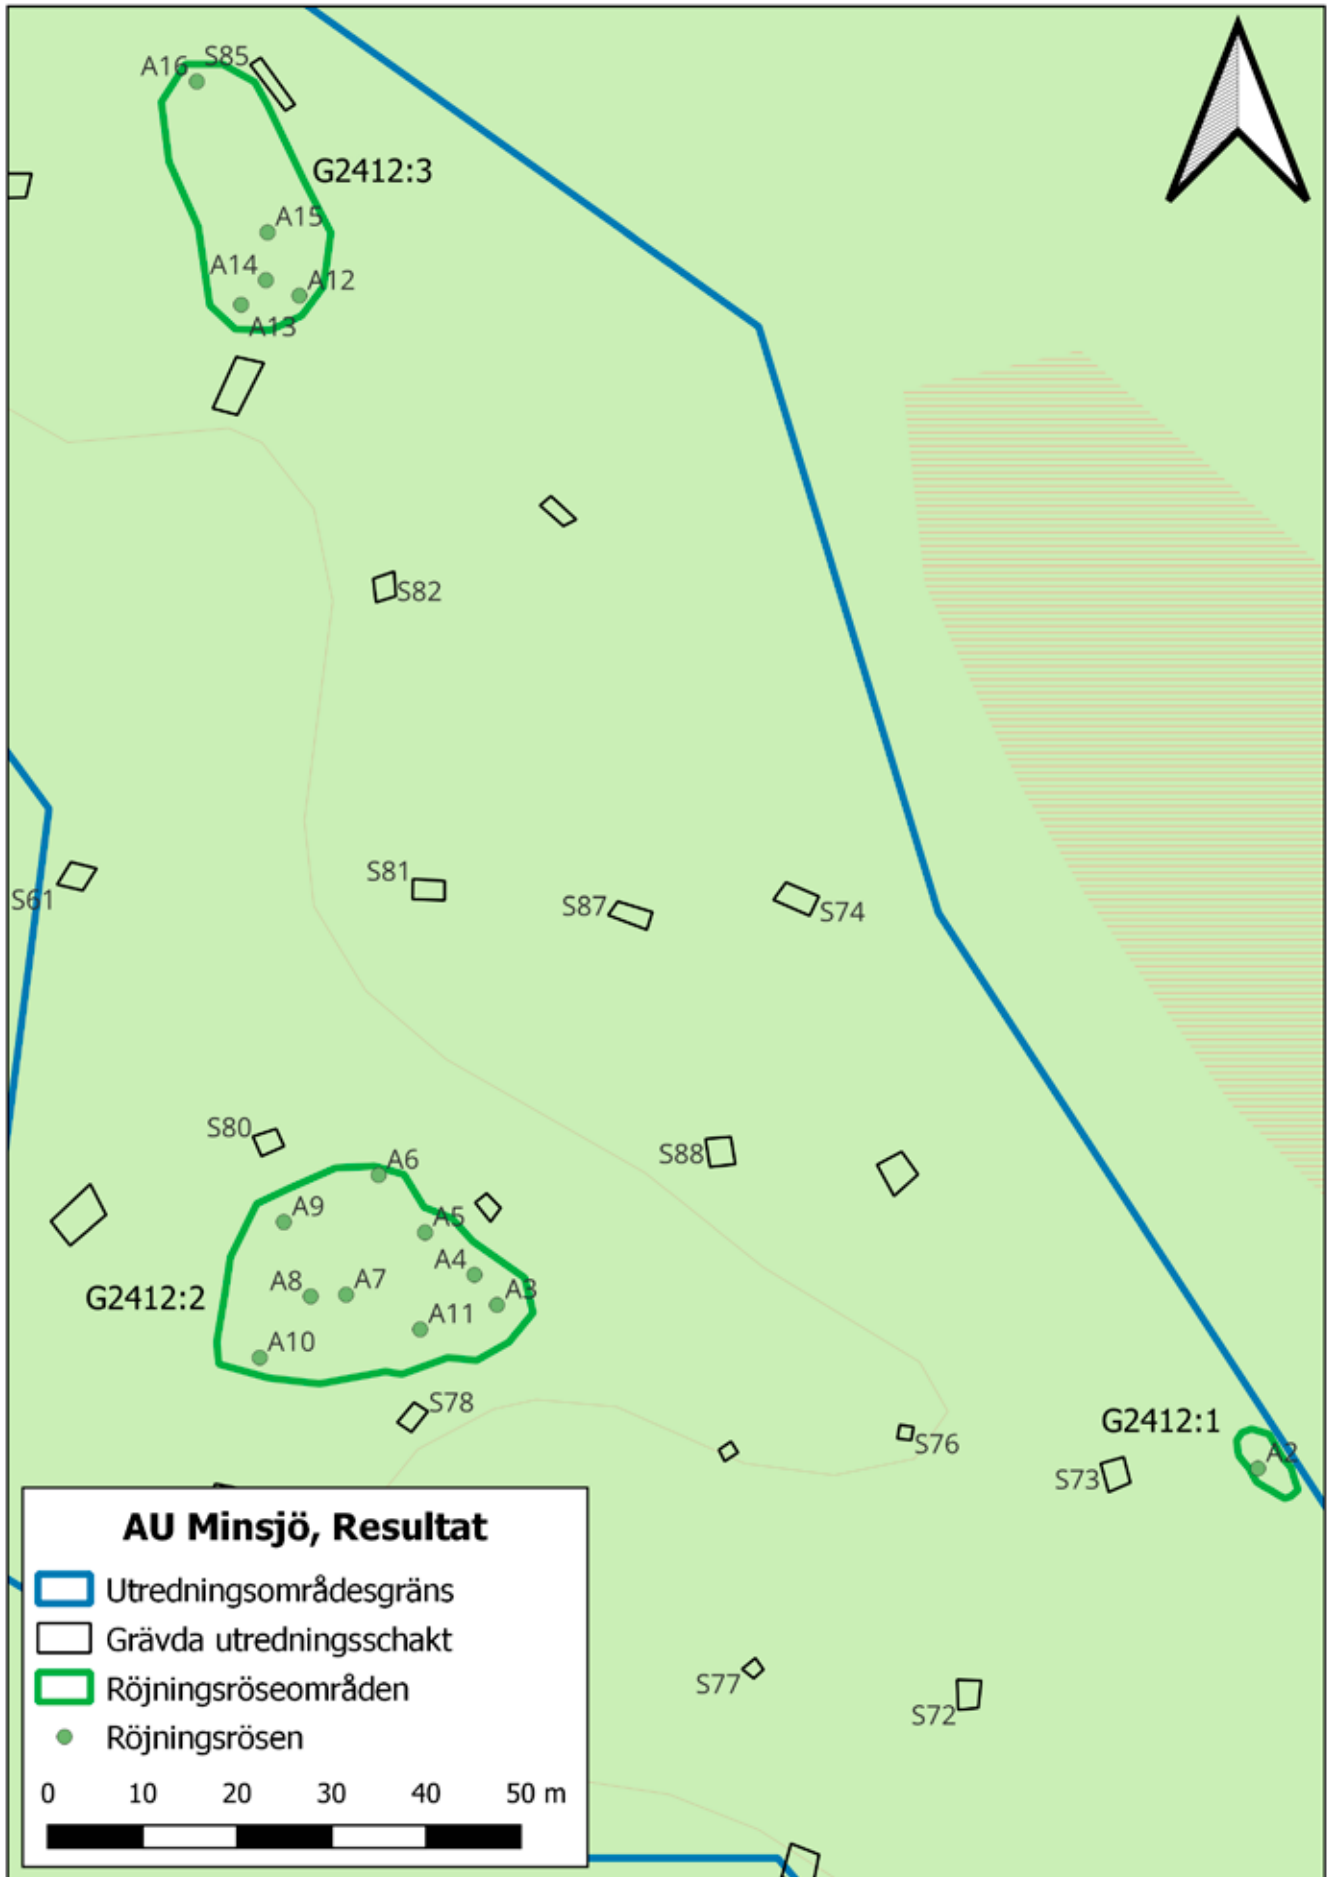 A16
S85
G2412:3
A15
A14
A12
A13
S82
S81
S61
S87
S74
S80
A6
S88
A9
A5
A4
A8
A7
A3
G2412:2
A11
A10
S78
G2412:1
S76
A2
S73
AU Minsjö, Resultat
Utredningsområdesgräns
Grävda utredningsschakt
Röjningsröseområden
Röjningsrösen
0 10 20 30 40 50 m
S77
S72